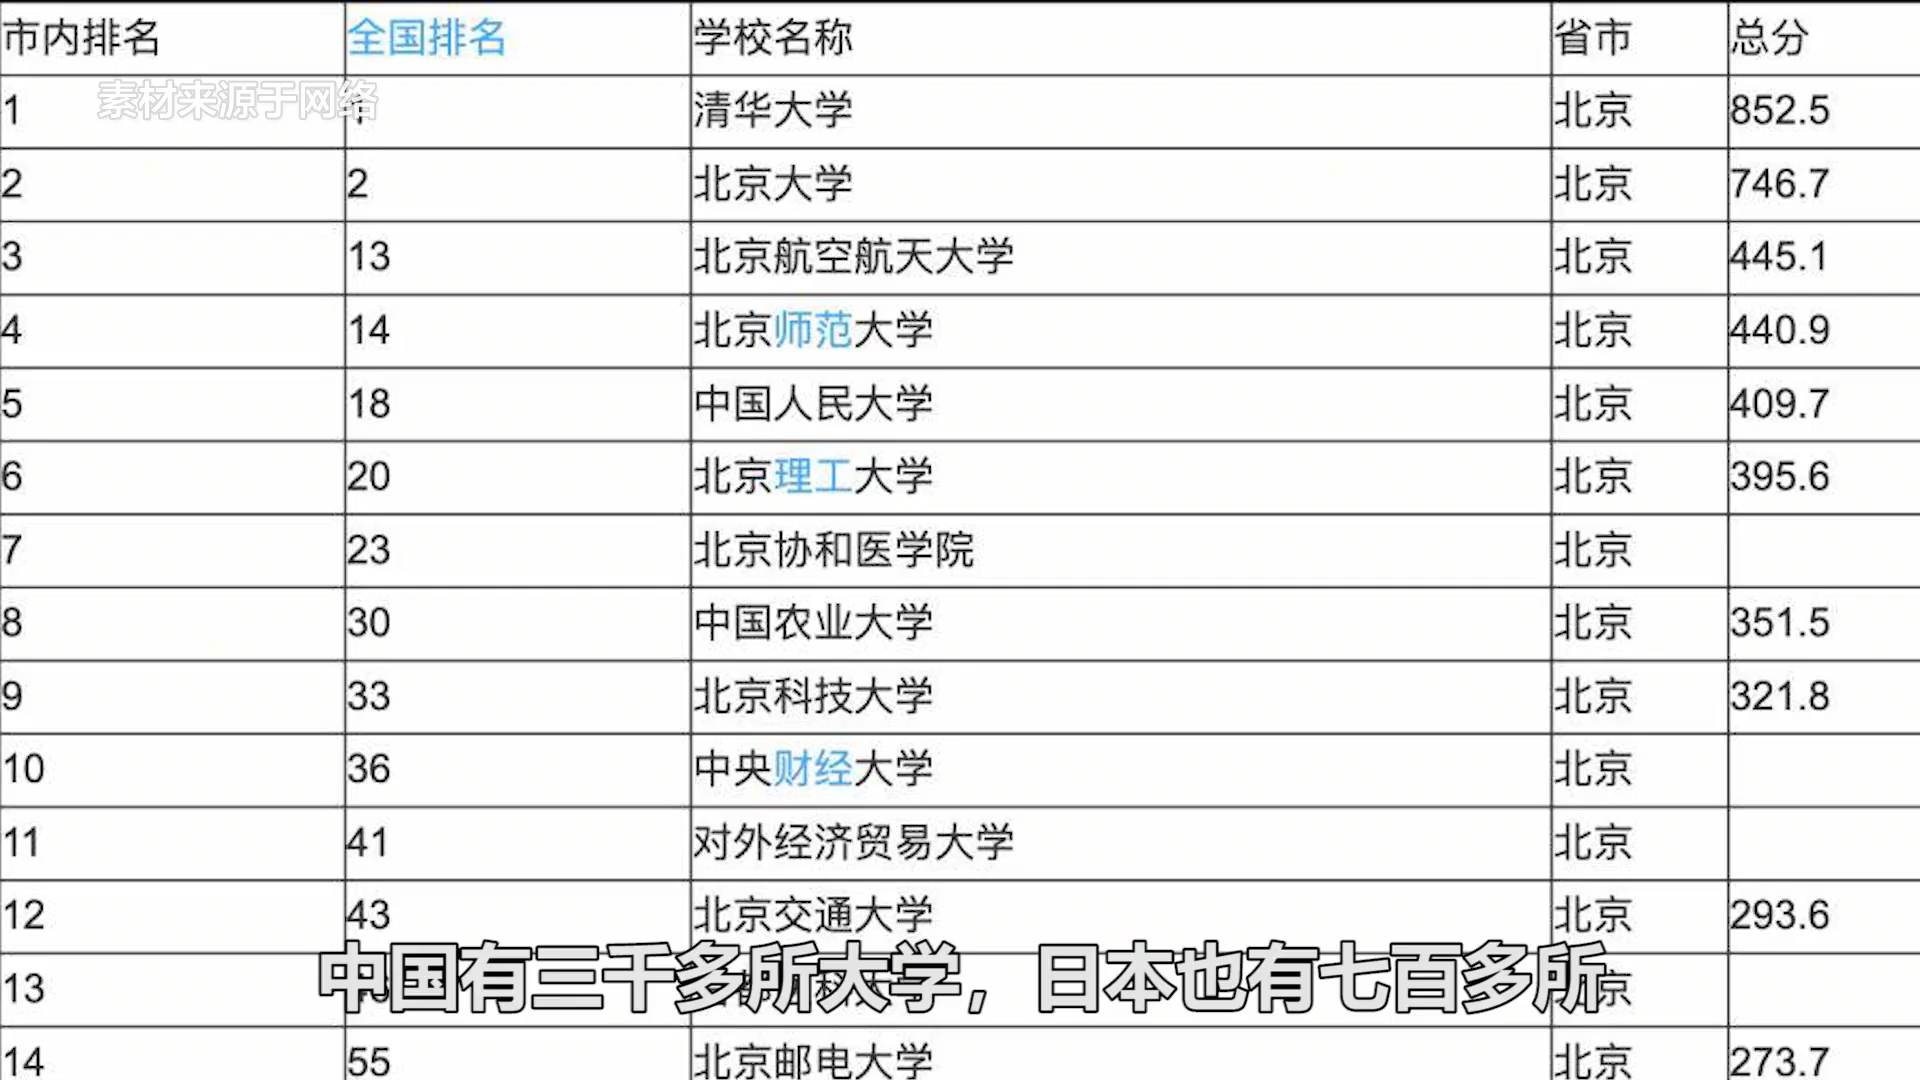 市内排名 全国排名 学校名称 省市 总分
素材来源于网络
1 1 清华大学 北京 852.5
2 2 北京大学 北京 746.7
3 13 北京航空航天大学 北京 445.1
4 14 北京师范大学 北京 440.9
5 18 中国人民大学 北京 409.7
6 20 北京理工大学 北京 395.6
7 23 北京协和医学院 北京
8 30 中国农业大学 北京 351.5
9 33 北京科技大学 北京 321.8
10 36 中央财经大学 北京
11 41 对外经济贸易大学 北京
12 43 北京交通大学 北京 293.6
中国有三千多所大学，日本也有七百多所
13 京
14 55 北京邮电大学 北京 273.7